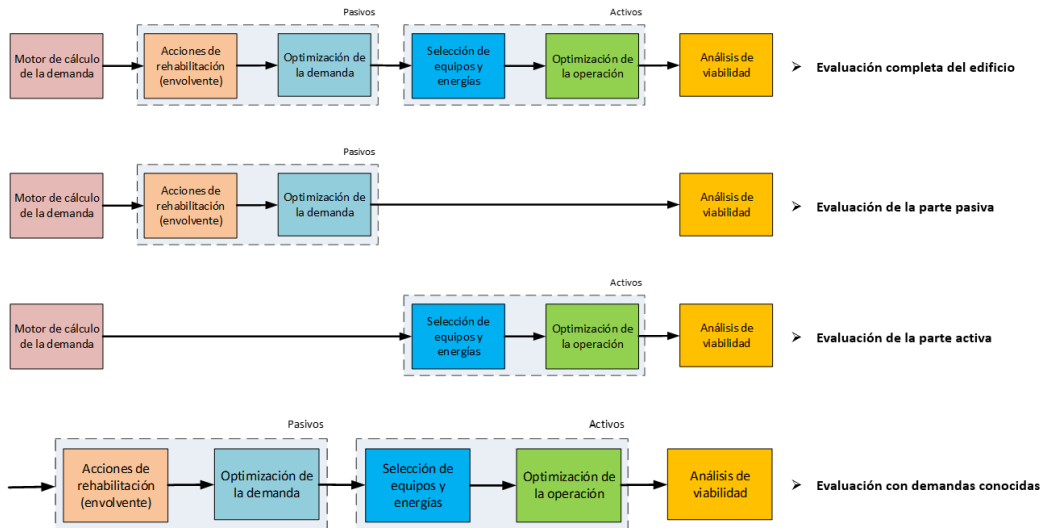 Pasivos
Activos
Motor de cálculo
de la demanda
Acciones de
rehabilitación
(envolvente)
Optimización de
la demanda
Selección de
equipos y
energías
Optimización de
la operación
Análisis de
viabilidad
➢ Evaluación completa del edificio
Pasivos
Motor de cálculo
de la demanda
Acciones de
rehabilitación
(envolvente)
Optimización de
la demanda
Análisis de
viabilidad
➢ Evaluación de la parte pasiva
Activos
Motor de cálculo
de la demanda
Selección de
equipos y
energías
Optimización de
la operación
Análisis de
viabilidad
➢ Evaluación de la parte activa
Pasivos
Activos
Acciones de
rehabilitación
(envolvente)
Optimización de
la demanda
Selección de
equipos y
energías
Optimización de
la operación
Análisis de
viabilidad
➢ Evaluación con demandas conocidas